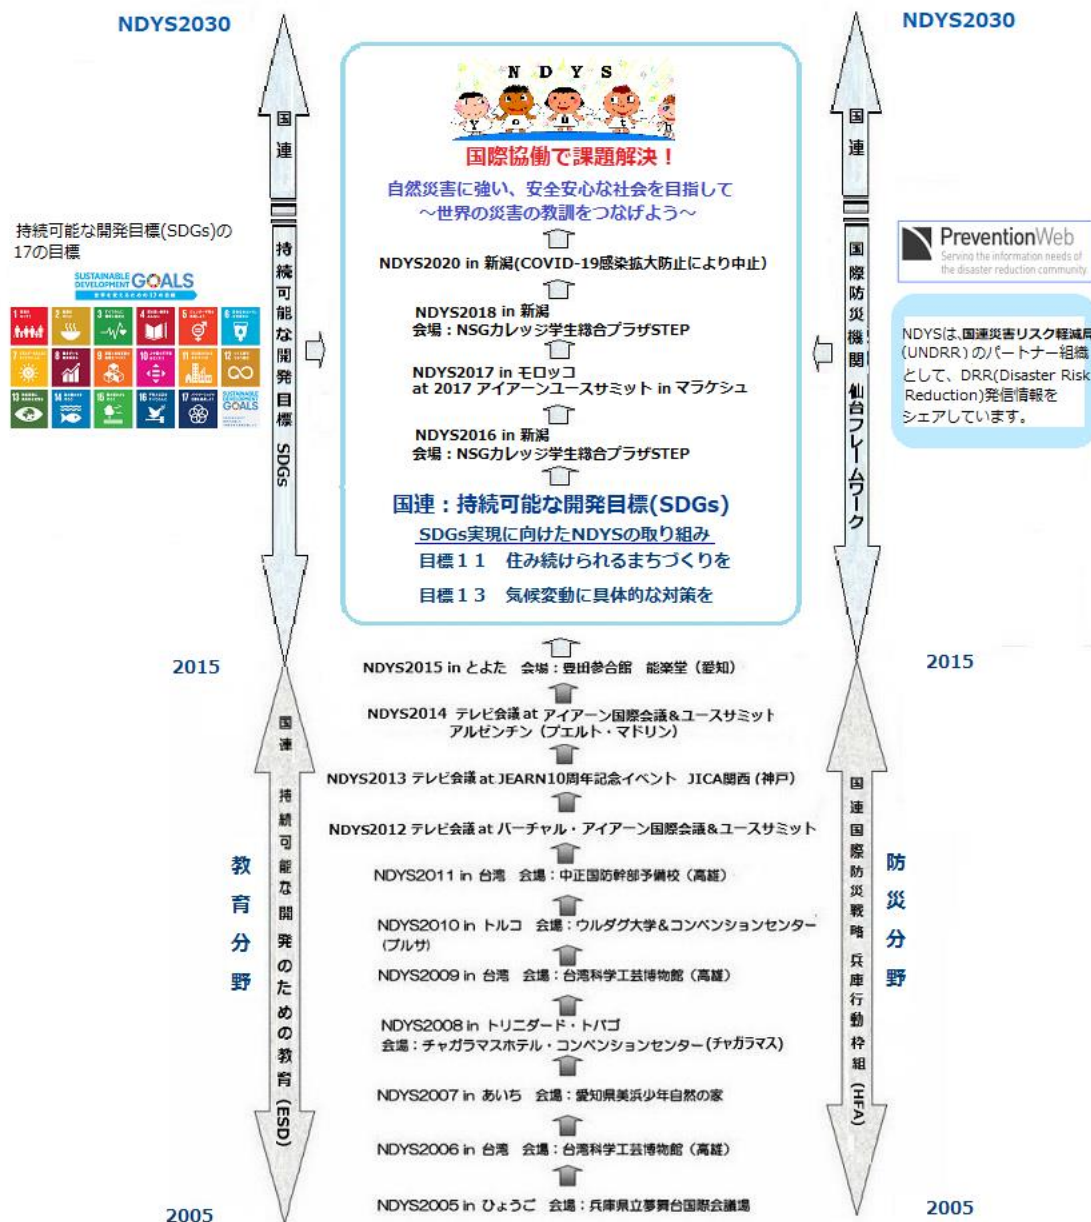 NDYS2030
NDYS2030
国連
持続可能な開発目標 SDGs
国連
国際防災機関 仙台フレームワーク
NDYS
Youth
国際協働で課題解決！
自然災害に強い、安全安心な社会を目指して
～世界の災害の教訓をつなげよう～
NDYS2020 in 新潟(COVID-19感染拡大防止により中止）
NDYS2018 in 新潟
会場：NSGカレッジ学生総合プラザSTEP
NDYS2017 in モロッコ
at 2017 アイアーンユースサミット in マラケシュ
NDYS2016 in 新潟
会場：NSGカレッジ学生総合プラザSTEP
国連：持続可能な開発目標(SDGs)
SDGs実現に向けたNDYSの取り組み
目標１１　住み続けられるまちづくりを
目標１３　気候変動に具体的な対策を
持続可能な開発目標(SDGs)の
17の目標
SUSTAINABLE
DEVELOPMENT GOALS
1 2 3 4 5 6
7 8 9 10 11 12
13 14 15 16 17
SUSTAINABLE
DEVELOPMENT
GOALS
PreventionWeb
Serving the information needs of
the disaster reduction community
NDYSは､国連災害リスク軽減局
(UNDRR) のパートナー組織
として、DRR(Disaster Risk
Reduction)発信情報を
シェアしています。
2015
2015
NDYS2015 in とよた　会場：豊田参合館　能楽堂（愛知）
NDYS2014 テレビ会議 at アイアーン国際会議＆ユースサミット
アルゼンチン（プエルト・マドリン）
NDYS2013 テレビ会議 at JEARN10周年記念イベント　JICA関西 (神戸）
NDYS2012 テレビ会議 at バーチャル・アイアーン国際会議＆ユースサミット
NDYS2011 in 台湾　会場：中正国防幹部予備校（高雄）
NDYS2010 in トルコ　会場：ウルダグ大学＆コンベンションセンター
(ブルサ)
NDYS2009 in 台湾　会場：台湾科学工芸博物館（高雄）
NDYS2008 in トリニダード・トバゴ
会場：チャガラマスホテル・コンベンションセンター(チャガラマス）
NDYS2007 in あいち　会場：愛知県美浜少年自然の家
NDYS2006 in 台湾　会場：台湾科学工芸博物館（高雄）
NDYS2005 in ひょうご　会場：兵庫県立夢舞台国際会議場
教育分野
国連 持続可能な開発のための教育 (ESD)
国連国際防災戦略 兵庫行動枠組 (HFA)
防災分野
2005
2005